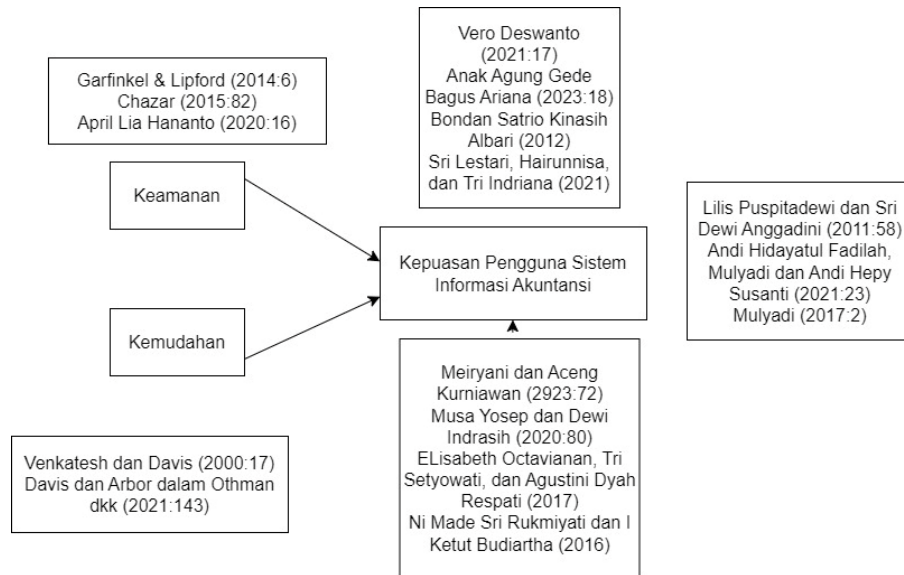 Vero Deswanto
(2021:17)
Anak Agung Gede
Bagus Ariana (2023:18)
Bondan Satrio Kinasih
Albari (2012)
Sri Lestari, Hairunnisa,
dan Tri Indriana (2021)
Garfinkel & Lipford (2014:6)
Chazar (2015:82)
April Lia Hananto (2020:16)
Keamanan
Lilis Puspitadewi dan Sri
Dewi Anggadini (2011:58)
Andi Hidayatul Fadilah,
Mulyadi dan Andi Hepy
Susanti (2021:23)
Mulyadi (2017:2)
Kepuasan Pengguna Sistem
Informasi Akuntansi
Kemudahan
Meiryani dan Aceng
Kurniawan (2923:72)
Musa Yosep dan Dewi
Indrasih (2020:80)
ELisabeth Octavianan, Tri
Setyowati, dan Agustini Dyah
Respati (2017)
Ni Made Sri Rukmiyati dan I
Ketut Budiartha (2016)
Venkatesh dan Davis (2000:17)
Davis dan Arbor dalam Othman
dkk (2021:143)